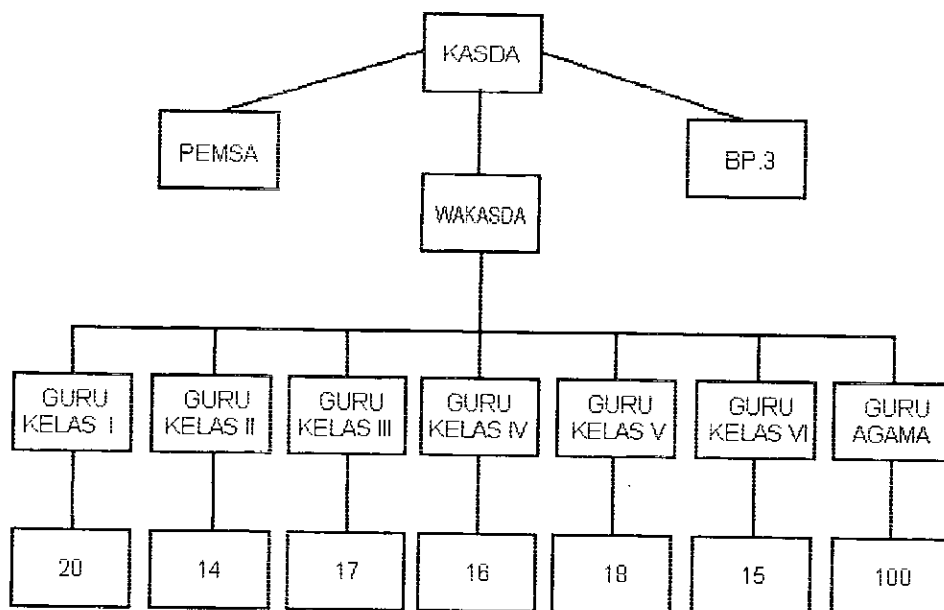 KASDA
PEMSA
BP.3
WAKASDA
GURU
KELAS I
GURU
KELAS II
GURU
KELAS III
GURU
KELAS IV
GURU
KELAS V
GURU
KELAS VI
GURU
AGAMA
20
14
17
16
18
15
100